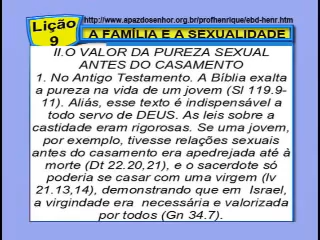 Lição
9
http://www.apazdosenhor.org.br/profhenrique/ebd-henr.htm
A FAMÍLIA E A SEXUALIDADE
II.O VALOR DA PUREZA SEXUAL
ANTES DO CASAMENTO
1. No Antigo Testamento. A Bíblia exalta
a pureza na vida de um jovem (Sl 119.9-
11). Aliás, esse texto é indispensável a
todo servo de DEUS. As leis sobre a
castidade eram rigorosas. Se uma jovem,
por exemplo, tivesse relações sexuais
antes do casamento era apedrejada até à
morte (Dt 22.20,21), e o sacerdote só
poderia se casar com uma virgem (lv
21.13,14), demonstrando que em Israel,
a virgindade era necessária e valorizada
por todos (Gn 34.7).